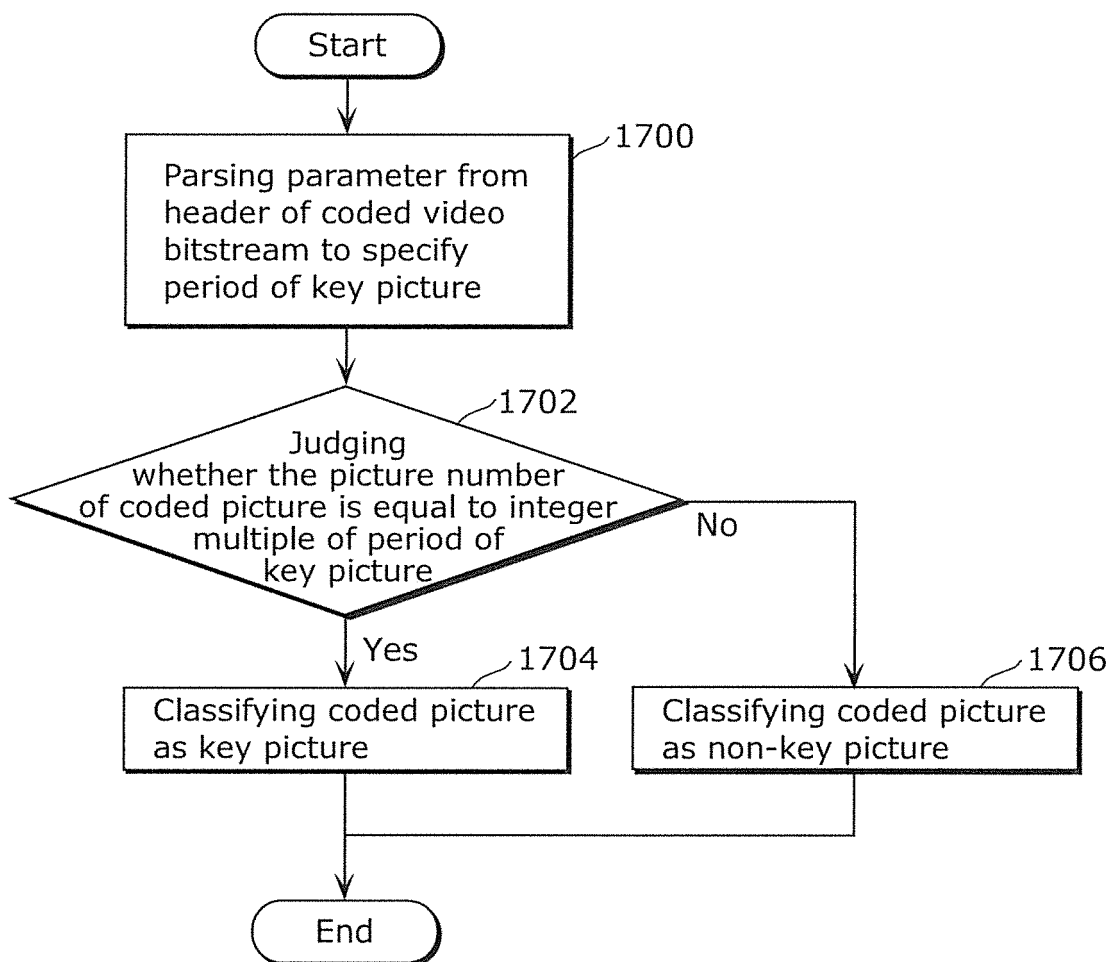 Start
1700
Parsing parameter from
header of coded video
bitstream to specify
period of key picture
1702
Judging
whether the picture number
of coded picture is equal to integer
multiple of period of
key picture
No
Yes
1704
Classifying coded picture
as key picture
1706
Classifying coded picture
as non-key picture
End